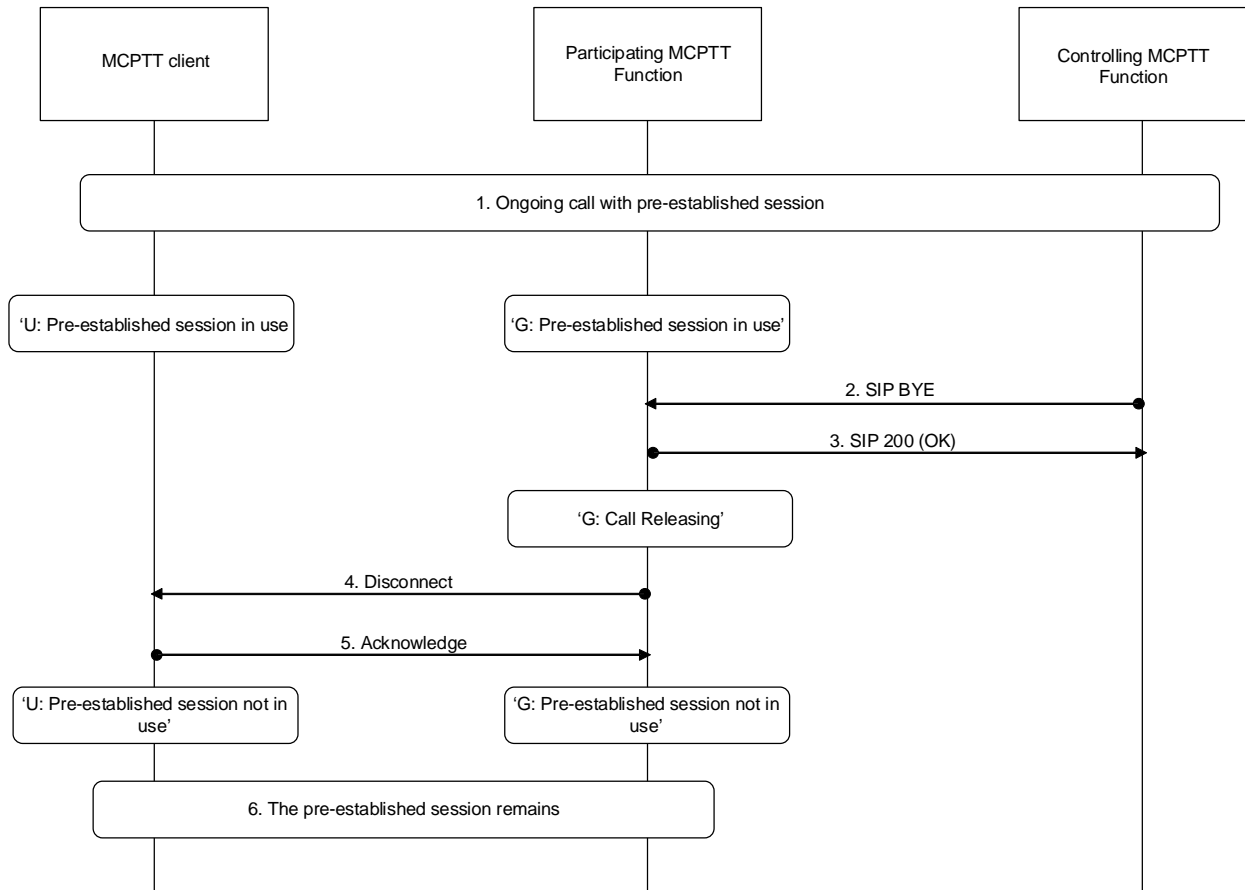 MCPTT client
Participating MCPTT
Function
Controlling MCPTT
Function
1. Ongoing call with pre-established session
‘U: Pre-established session in use
‘G: Pre-established session in use’
2. SIP BYE
3. SIP 200 (OK)
‘G: Call Releasing’
4. Disconnect
5. Acknowledge
‘U: Pre-established session not in
use’
‘G: Pre-established session not in
use’
6. The pre-established session remains